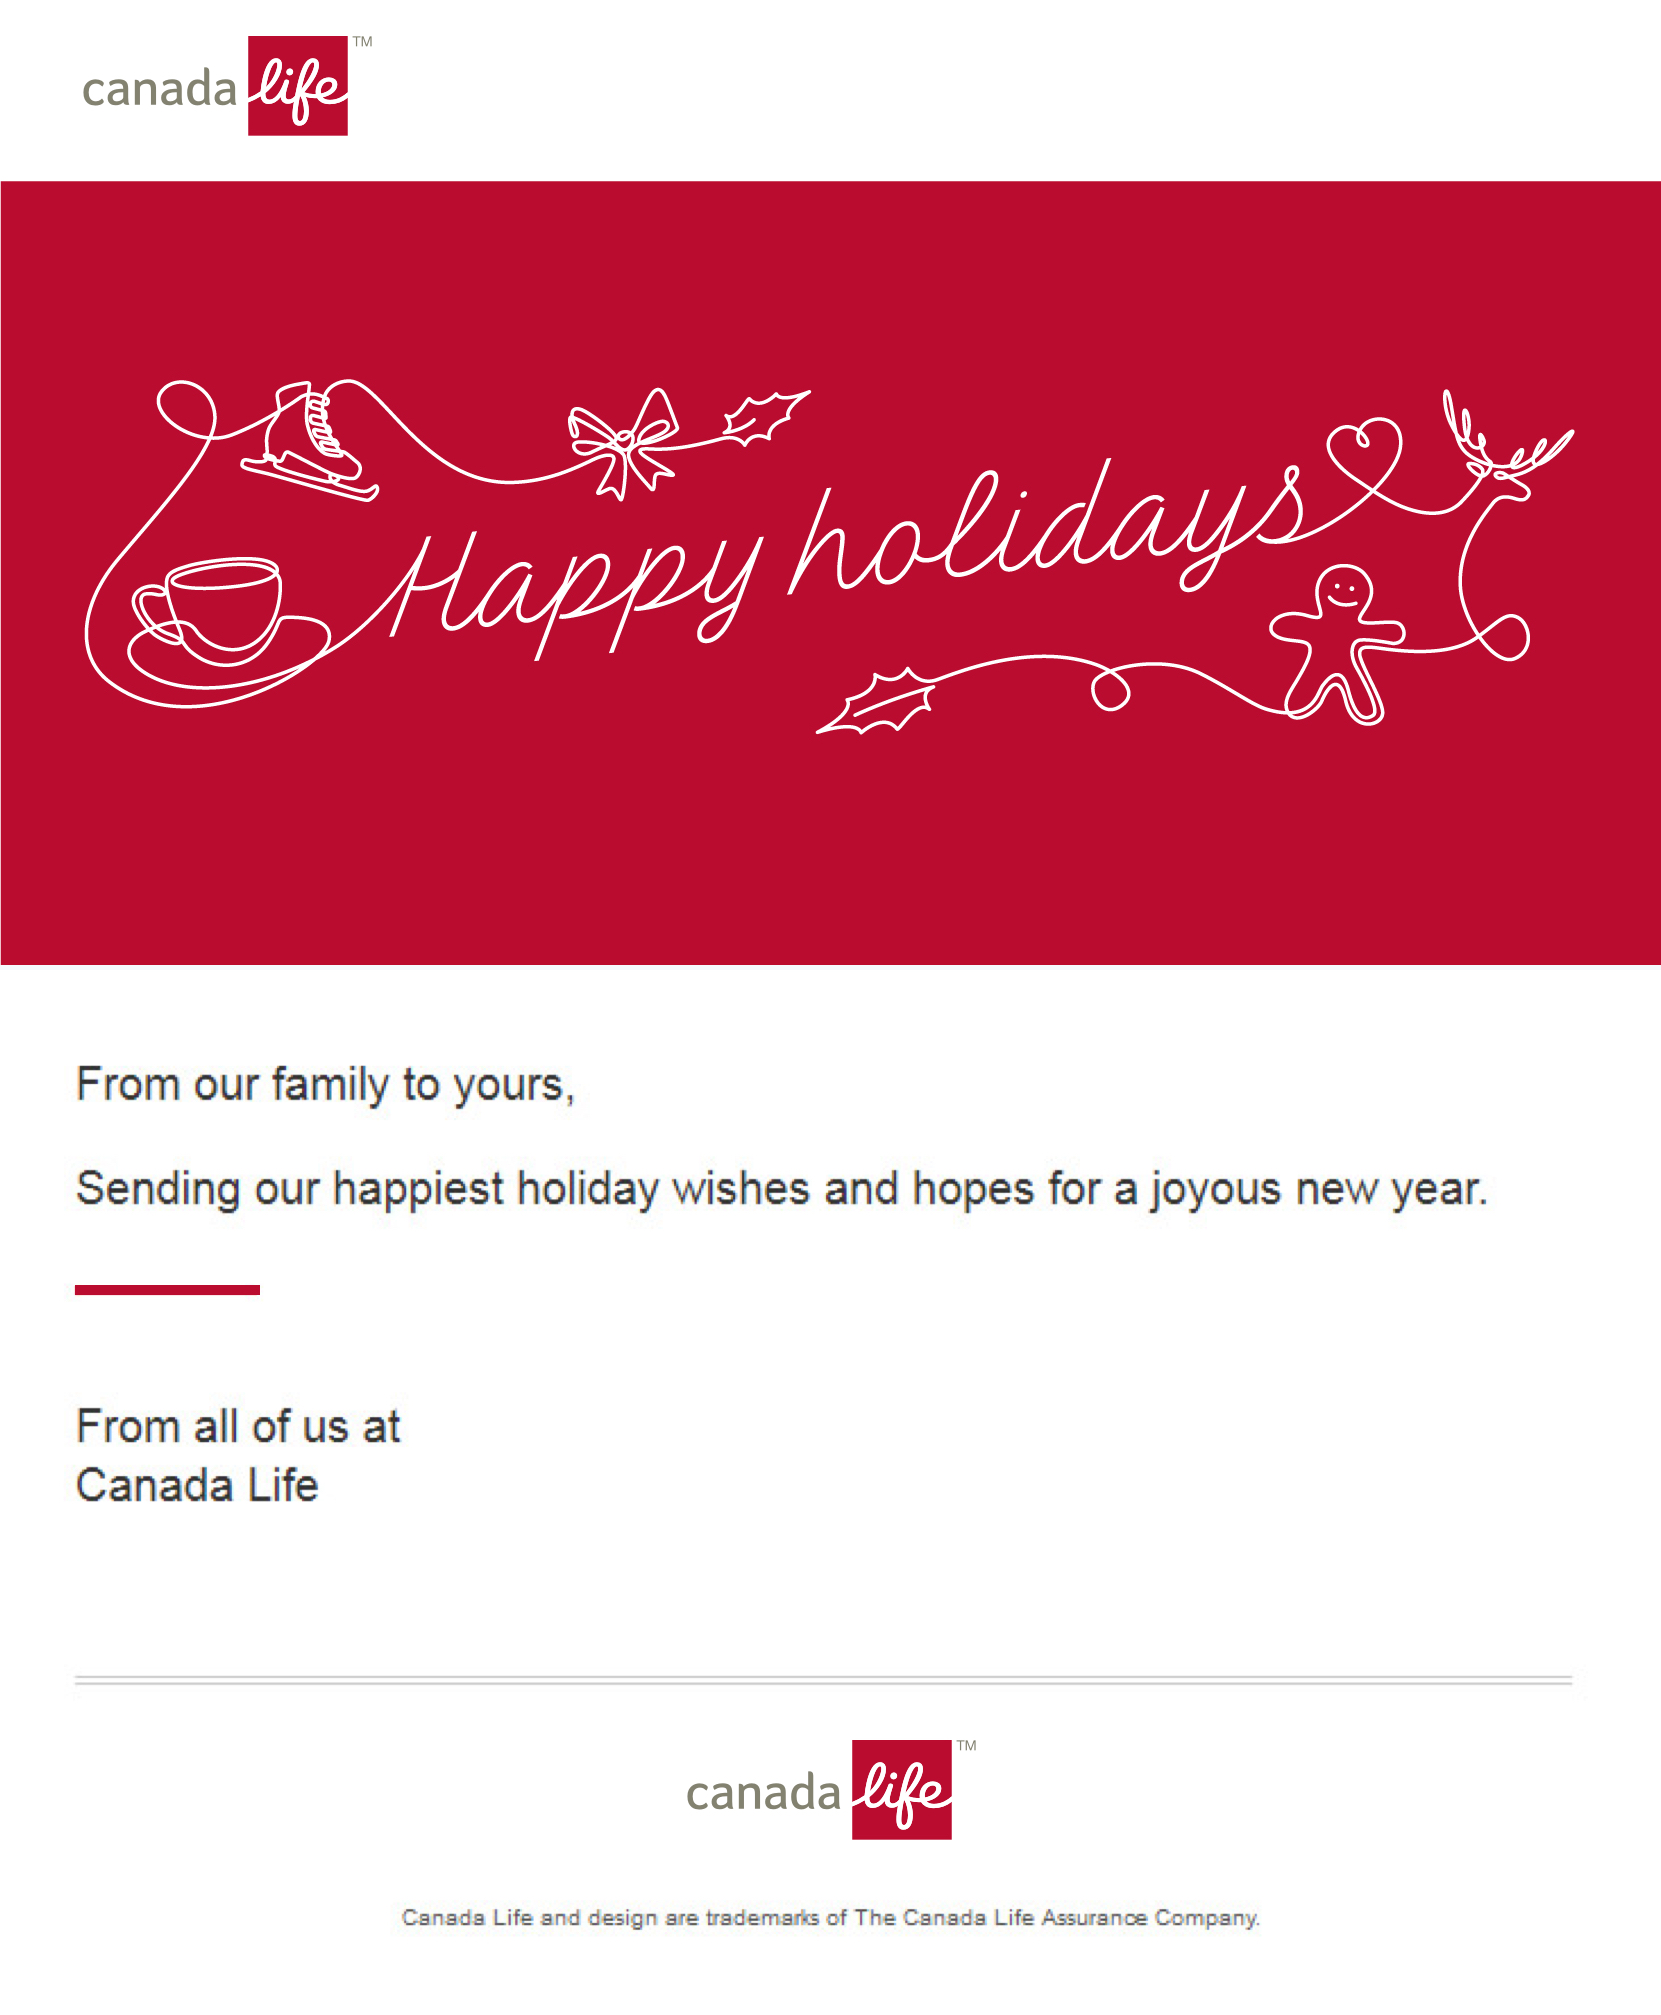 canada life™
Happy holidays
From our family to yours,
Sending our happiest holiday wishes and hopes for a joyous new year.
From all of us at
Canada Life
canada life™
Canada Life and design are trademarks of The Canada Life Assurance Company.